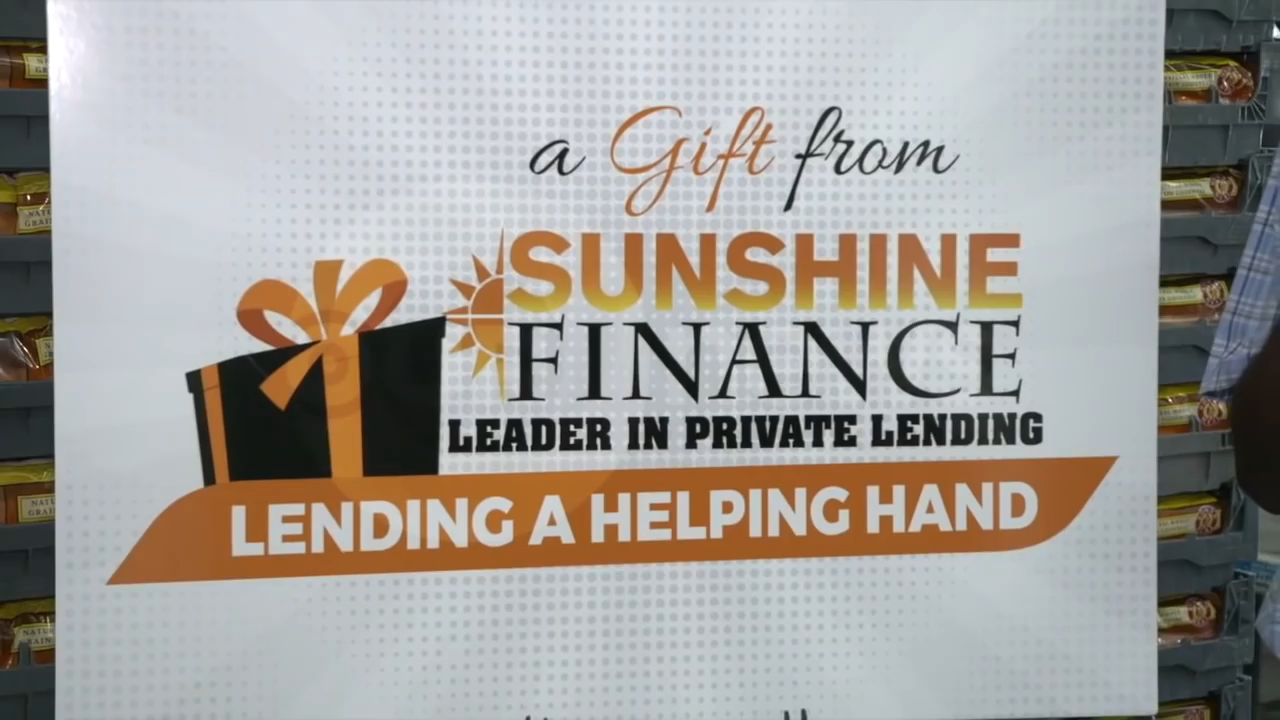 a Gift from
SUNSHINE
FINANCE
LEADER IN PRIVATE LENDING
LENDING A HELPING HAND